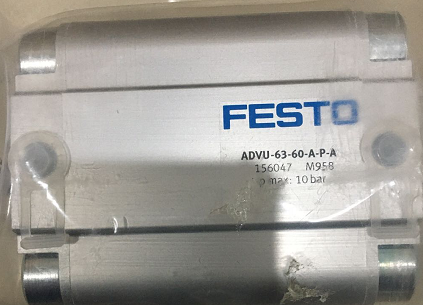 FESTO
ADVU-63-60-A-P-A
156047 M958
p max: 10 bar